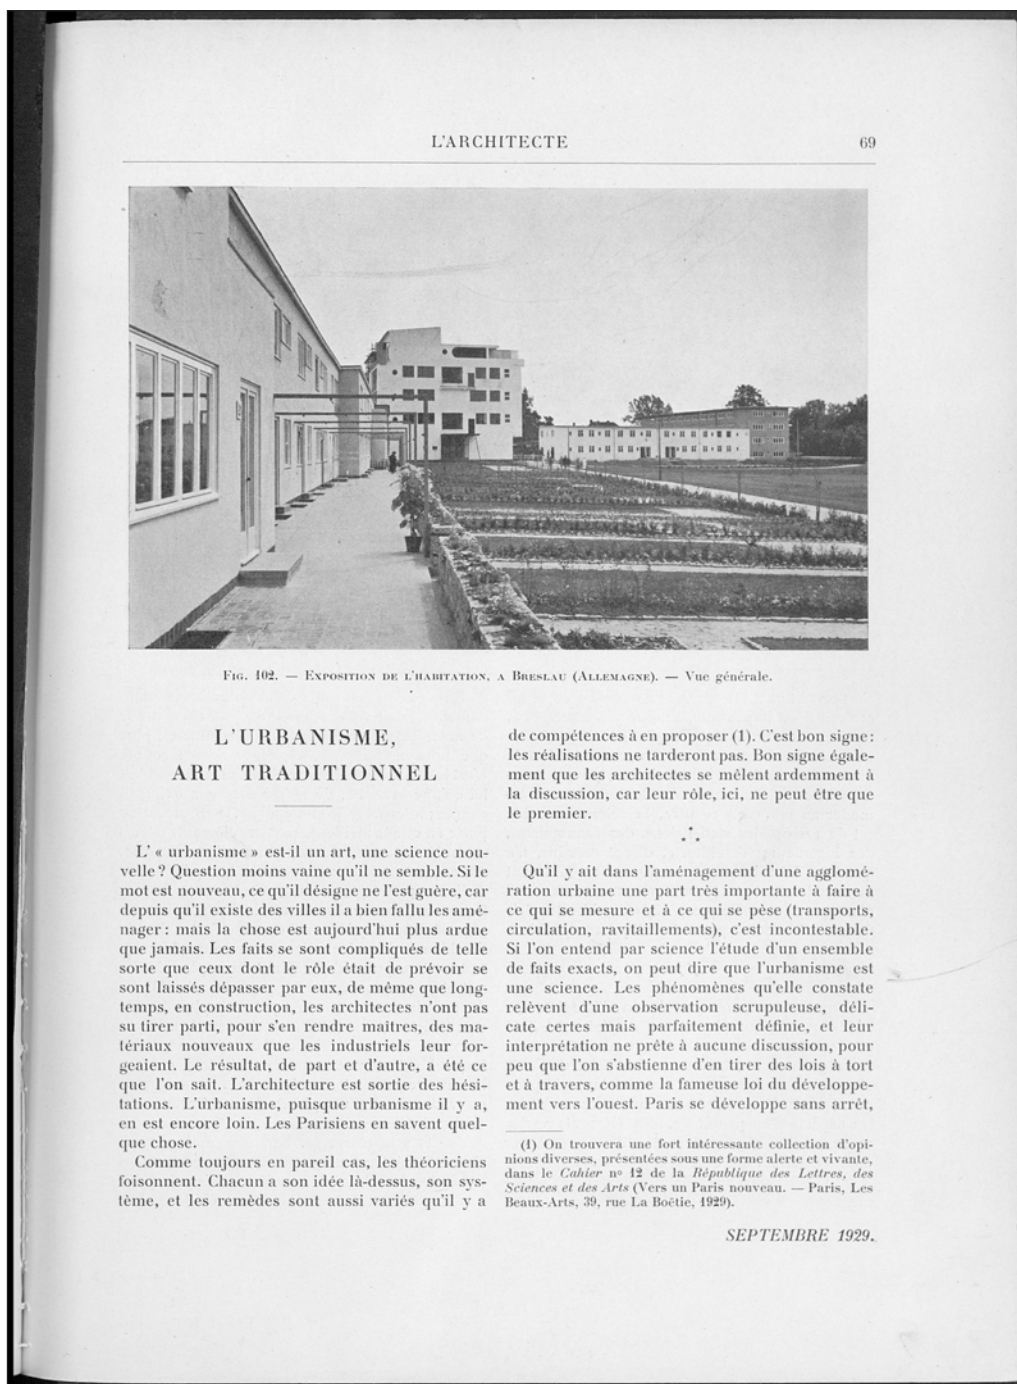 L'ARCHITECTE
69
FIG. 102. — EXPOSITION DE L'HABITATION, A BRESLAU (ALLEMAGNE). — Vue générale.
L'URBANISME,
ART TRADITIONNEL
L' « urbanisme » est-il un art, une science nou-
velle ? Question moins vaine qu'il ne semble. Si le
mot est nouveau, ce qu'il désigne ne l'est guère, car
depuis qu'il existe des villes il a bien fallu les amé-
nager : mais la chose est aujourd'hui plus ardue
que jamais. Les faits se sont compliqués de telle
sorte que ceux dont le rôle était de prévoir se
sont laissés dépasser par eux, de même que long-
temps, en construction, les architectes n'ont pas
su tirer parti, pour s'en rendre maîtres, des ma-
tériaux nouveaux que les industriels leur for-
geaient. Le résultat, de part et d'autre, a été ce
que l'on sait. L'architecture est sortie des hési-
tations. L'urbanisme, puisque urbanisme il y a,
en est encore loin. Les Parisiens en savent quel-
que chose.
Comme toujours en pareil cas, les théoriciens
foisonnent. Chacun a son idée là-dessus, son sys-
tème, et les remèdes sont aussi variés qu'il y a
de compétences à en proposer (1). C'est bon signe :
les réalisations ne tarderont pas. Bon signe égale-
ment que les architectes se mêlent ardemment à
la discussion, car leur rôle, ici, ne peut être que
le premier.
Qu'il y ait dans l'aménagement d'une agglomé-
ration urbaine une part très importante à faire à
ce qui se mesure et à ce qui se pèse (transports,
circulation, ravitaillements), c'est incontestable.
Si l'on entend par science l'étude d'un ensemble
de faits exacts, on peut dire que l'urbanisme est
une science. Les phénomènes qu'elle constate
relèvent d'une observation scrupuleuse, déli-
cate certes mais parfaitement définie, et leur
interprétation ne prête à aucune discussion, pour
peu que l'on s'abstienne d'en tirer des lois à tort
et à travers, comme la fameuse loi du développe-
ment vers l'ouest. Paris se développe sans arrêt,
(1) On trouvera une fort intéressante collection d'opi-
nions diverses, présentées sous une forme alerte et vivante,
dans le Cahier nº 12 de la République des Lettres, des
Sciences et des Arts (Vers un Paris nouveau. — Paris, Les
Beaux-Arts, 39, rue La Boëtie, 1929).
SEPTEMBRE 1929.